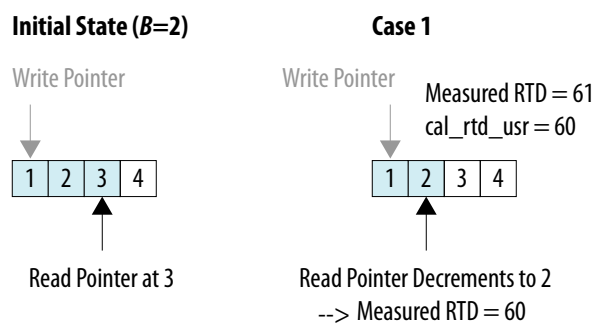 Initial State (B=2)
Write Pointer
1 2 3 4
Read Pointer at 3
Case 1
Write Pointer
Measured RTD = 61
cal_rtd_usr = 60
1 2 3 4
Read Pointer Decrements to 2
--> Measured RTD = 60